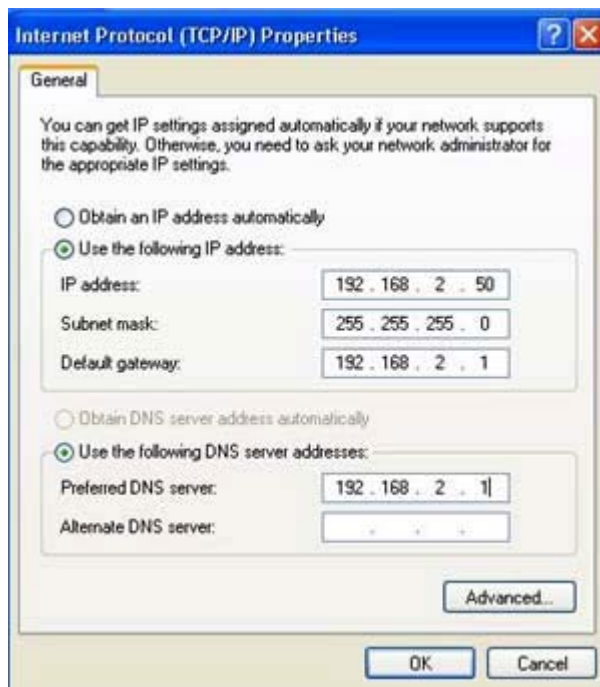 Internet Protocol (TCP/IP) Properties
General
You can get IP settings assigned automatically if your network supports
this capability. Otherwise, you need to ask your network administrator for
the appropriate IP settings.
Obtain an IP address automatically
Use the following IP address:
IP address: 192 . 168 . 2 . 50
Subnet mask: 255 . 255 . 255 . 0
Default gateway: 192 . 168 . 2 . 1
Obtain DNS server address automatically
Use the following DNS server addresses:
Preferred DNS server: 192 . 168 . 2 . 1
Alternate DNS server: . . .
Advanced...
OK Cancel